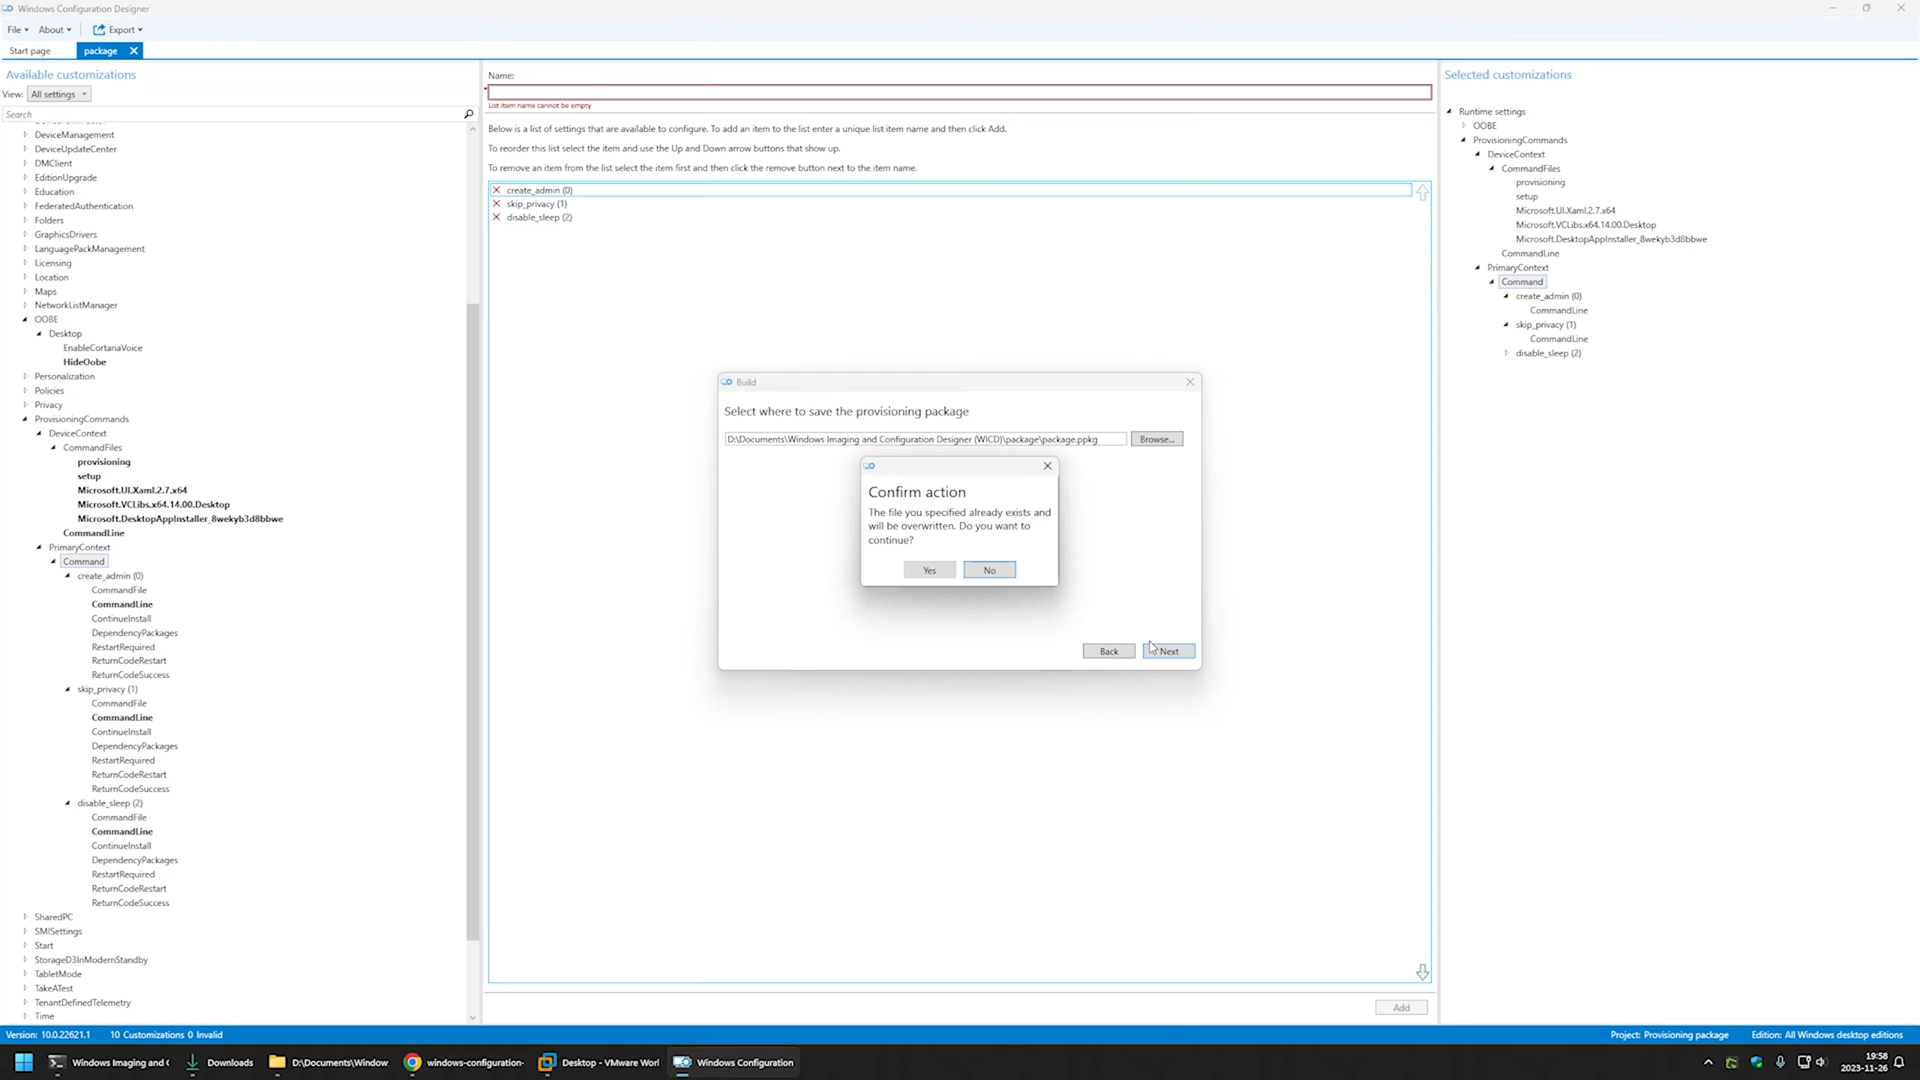 Windows Configuration Designer
File
About
Export
Start page
package
Available customizations
View: All settings
Search
DeviceManagement
DeviceUpdateCenter
DMClient
EditionUpgrade
Education
FederatedAuthentication
Folders
GraphicsDrivers
LanguagePackManagement
Licensing
Location
Maps
NetworkListManager
OOBE
Desktop
EnableCortanaVoice
HideOobe
Personalization
Policies
Privacy
ProvisioningCommands
DeviceContext
CommandFiles
provisioning
setup
Microsoft.UI.Xaml.2.7.x64
Microsoft.VCLibs.x64.14.00.Desktop
Microsoft.DesktopAppInstaller_8wekyb3d8bbwe
CommandLine
PrimaryContext
Command
create_admin (0)
CommandFile
CommandLine
ContinueInstall
DependencyPackages
RestartRequired
ReturnCodeRestart
ReturnCodeSuccess
skip_privacy (1)
CommandFile
CommandLine
ContinueInstall
DependencyPackages
RestartRequired
ReturnCodeRestart
ReturnCodeSuccess
disable_sleep (2)
CommandFile
CommandLine
ContinueInstall
DependencyPackages
RestartRequired
ReturnCodeRestart
ReturnCodeSuccess
SharedPC
SMISettings
Start
StorageD3InModernStandby
TabletMode
TakeATest
TenantDefinedTelemetry
Time
Name:
List item name cannot be empty
Below is a list of settings that are available to configure. To add an item to the list enter a unique list item name and then click Add.
To reorder this list select the item and use the Up and Down arrow buttons that show up.
To remove an item from the list select the item first and then click the remove button next to the item name.
create_admin (0)
skip_privacy (1)
disable_sleep (2)
Build
Select where to save the provisioning package
D:\Documents\Windows Imaging and Configuration Designer (WICD)\package\package.ppkg
Browse...
Confirm action
The file you specified already exists and
will be overwritten. Do you want to
continue?
Yes
No
Back
Next
Add
Selected customizations
Runtime settings
OOBE
ProvisioningCommands
DeviceContext
CommandFiles
provisioning
setup
Microsoft.UI.Xaml.2.7.x64
Microsoft.VCLibs.x64.14.00.Desktop
Microsoft.DesktopAppInstaller_8wekyb3d8bbwe
CommandLine
PrimaryContext
Command
create_admin (0)
CommandLine
skip_privacy (1)
CommandLine
disable_sleep (2)
Version: 10.0.22621.1
10 Customizations 0 Invalid
Project: Provisioning package
Edition: All Windows desktop editions
Windows Imaging and C
Downloads
D:\Documents\Window
windows-configuration-
Desktop - VMware Worl
Windows Configuration
19:58
2023-11-26